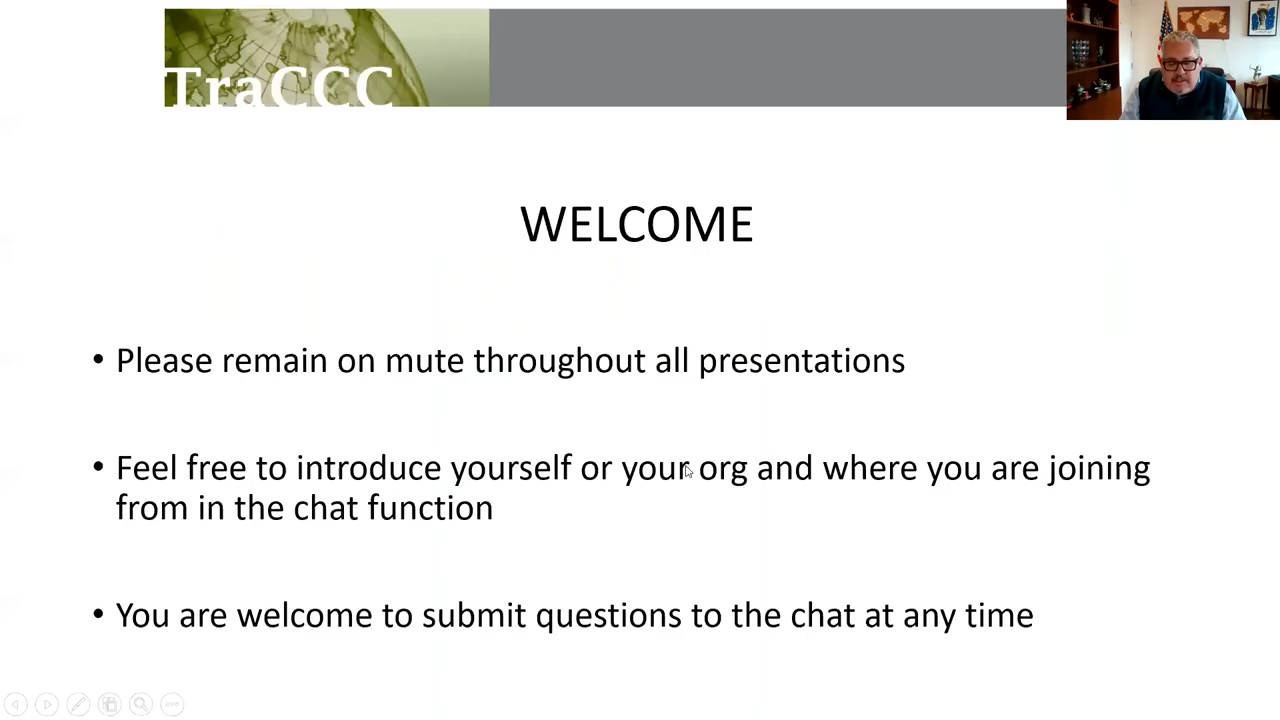 TraCCC
WELCOME
• Please remain on mute throughout all presentations
• Feel free to introduce yourself or your org and where you are joining
from in the chat function
• You are welcome to submit questions to the chat at any time